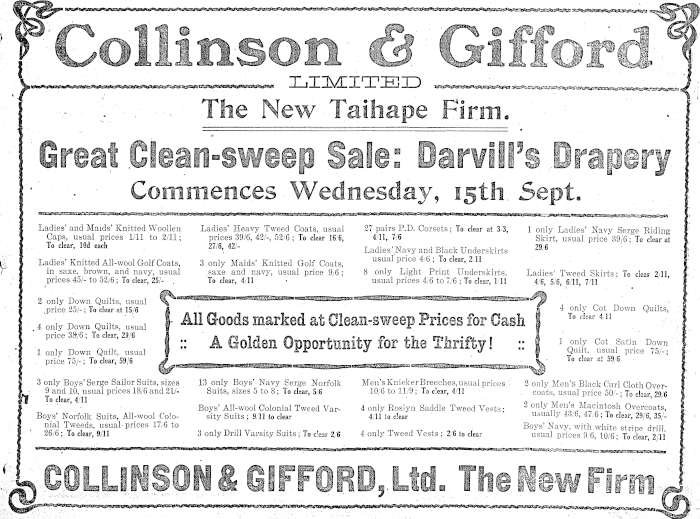 Collinson & Gifford
LIMITED
The New Taihape Firm.
Great Clean-sweep Sale: Darvill's Drapery
Commences Wednesday, 15th Sept.
Ladies' and Maids' Knitted Woollen
Caps, usual prices 1/11 to 2/11;
To clear, 10d each
Ladies' Knitted All-wool Golf Coats,
in saxe, brown, and navy, usual
prices 45/- to 52/6; To clear, 25/-
2 only Down Quilts, usual
price 25/-; To clear at 15/6
4 only Down Quilts, usual
price 39/6; To clear, 29/6
1 only Down Quilt, usual
price 75/-; To clear, 59/6
Ladies' Heavy Tweed Coats, usual
prices 39/6, 42/-, 52/6; To clear 16/6,
27/6, 42/-
3 only Maids' Knitted Golf Coats,
saxe and navy, usual price 9/6;
To clear, 4/11
27 pairs P.D. Corsets; To clear at 3/3,
4/11, 7/6
Ladies' Navy and Black Underskirts
usual price 4/6; To clear, 2/11
8 only Light Print Underskirts,
usual prices 4/6 to 7/6; To clear, 1/11
1 only Ladies' Navy Serge Riding
Skirt, usual price 39/6; To clear at
29/6
Ladies' Tweed Skirts; To clear 2/11,
4/6, 5/6, 6/11, 7/11
4 only Cot Down Quilts,
To clear 4/11
1 only Cot Satin Down
Quilt, usual price 75/-;
To clear at 59/6
All Goods marked at Clean-sweep Prices for Cash
:: A Golden Opportunity for the Thrifty! ::
3 only Boys' Serge Sailor Suits, sizes
9 and 10, usual prices 18/6 and 21/-
To clear, 4/11
Boys' Norfolk Suits, All-wool Colo-
nial Tweeds, usual prices 17/6 to
26/6; To clear, 9/11
13 only Boys' Navy Serge Norfolk
Suits, sizes 5 to 8; To clear, 5/6
Boys' All-wool Colonial Tweed Var-
sity Suits; 9/11 to clear
3 only Drill Varsity Suits; To clear 2/6
Men's Knicker Breeches, usual prices
10/6 to 11/9; To clear, 4/11
4 only Roslyn Saddle Tweed Vests;
4/11 to clear
4 only Tweed Vests; 2/6 to clear
2 only Men's Black Curl Cloth Over-
coats, usual price 50/-; To clear, 29/6
2 only Men's Macintosh Overcoats,
usually 43/6, 47/6; To clear, 29/6, 35/-
Boys' Navy, with white stripe drill,
usual prices 9/6, 10/6; To clear, 2/11
COLLINSON & GIFFORD, Ltd. The New Firm